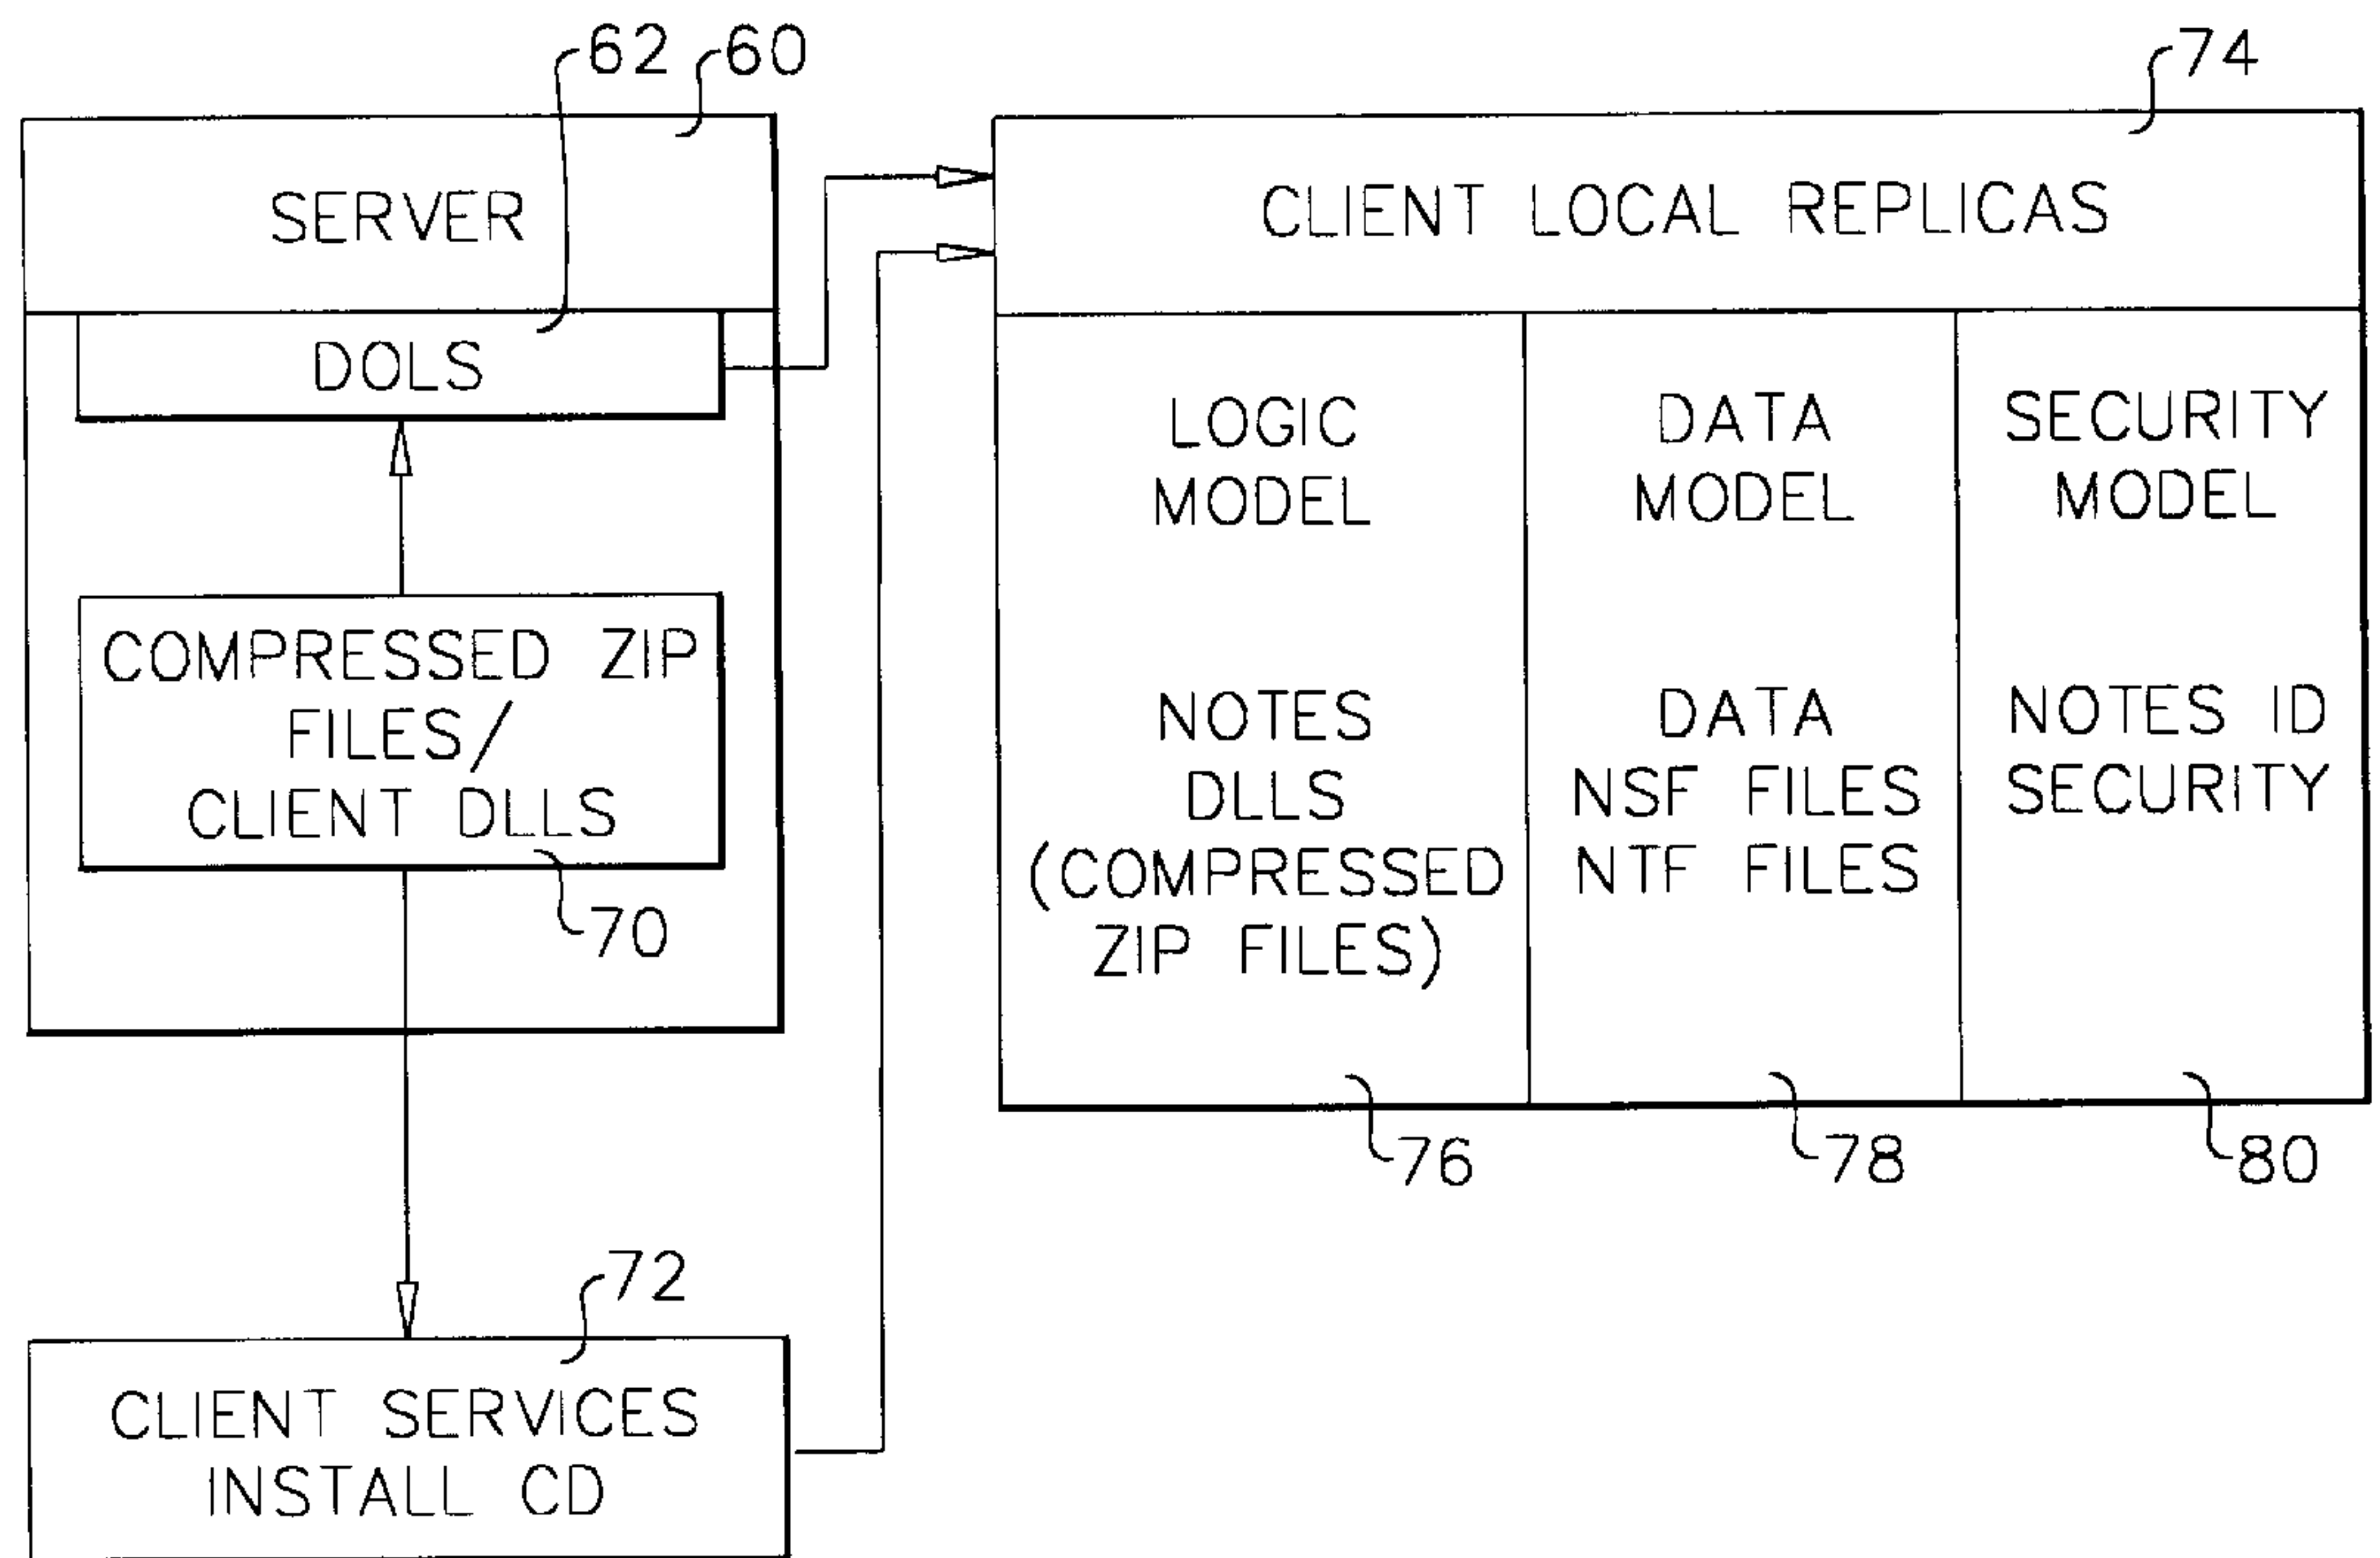 62
60
SERVER
DOLS
COMPRESSED ZIP
FILES/
CLIENT DLLS
70
72
CLIENT SERVICES
INSTALL CD
74
CLIENT LOCAL REPLICAS
LOGIC
MODEL
NOTES
DLLS
(COMPRESSED
ZIP FILES)
76
DATA
MODEL
DATA
NSF FILES
NTF FILES
78
SECURITY
MODEL
NOTES ID
SECURITY
80